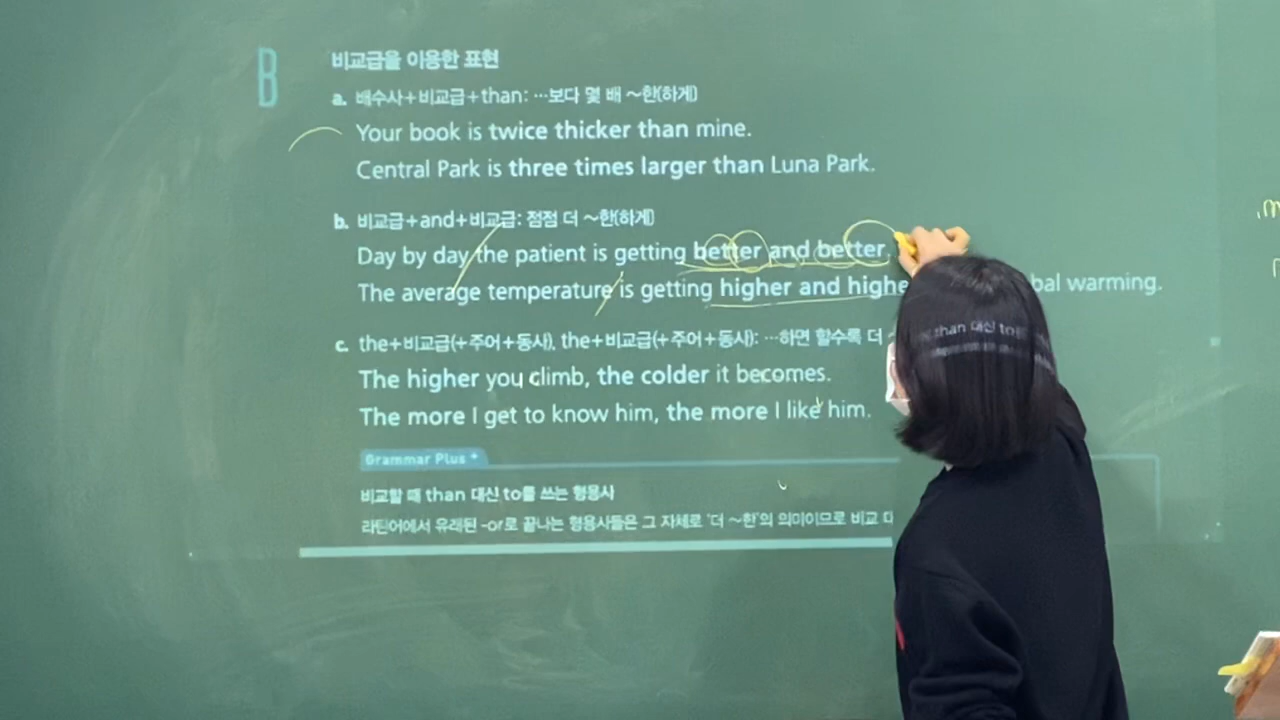 B
비교급을 이용한 표현
a. 배수사+비교급+than: …보다 몇 배 ~한(하게)
Your book is twice thicker than mine.
Central Park is three times larger than Luna Park.
b. 비교급+and+비교급: 점점 더 ~한(하게)
Day by day the patient is getting better and better
The average temperature is getting higher and highe bal warming.
c. the+비교급(+주어+동사), the+비교급(+주어+동사): …하면 할수록 더
The higher you climb, the colder it becomes.
The more I get to know him, the more I like him.
Grammar Plus +
비교할 때 than 대신 to를 쓰는 형용사
라틴어에서 유래된 -or로 끝나는 형용사들은 그 자체로 '더 ~한'의 의미이므로 비교 대
than 대신 to